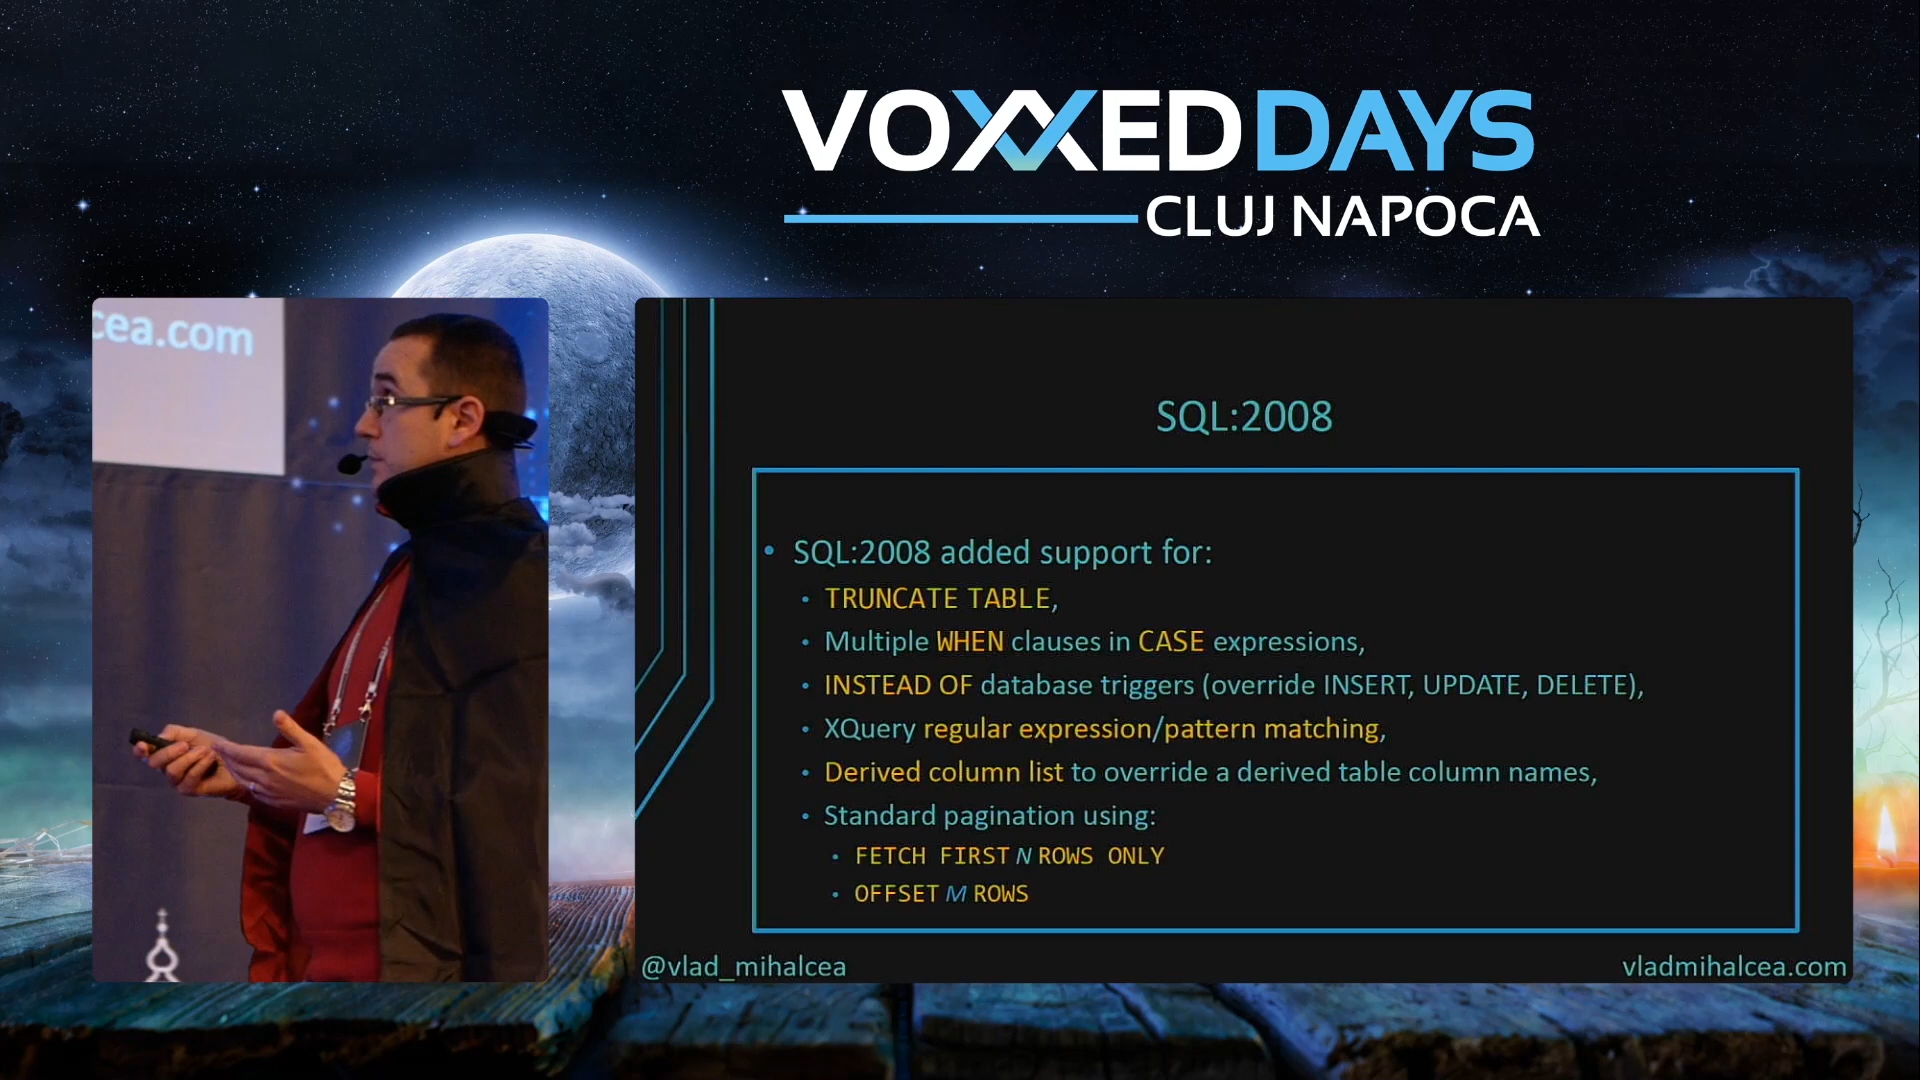 VOXXED DAYS
CLUJ NAPOCA
cea.com
SQL:2008
• SQL:2008 added support for:
• TRUNCATE TABLE,
• Multiple WHEN clauses in CASE expressions,
• INSTEAD OF database triggers (override INSERT, UPDATE, DELETE),
• XQuery regular expression/pattern matching,
• Derived column list to override a derived table column names,
• Standard pagination using:
• FETCH FIRST N ROWS ONLY
• OFFSET M ROWS
@vlad_mihalcea
vladmihalcea.com